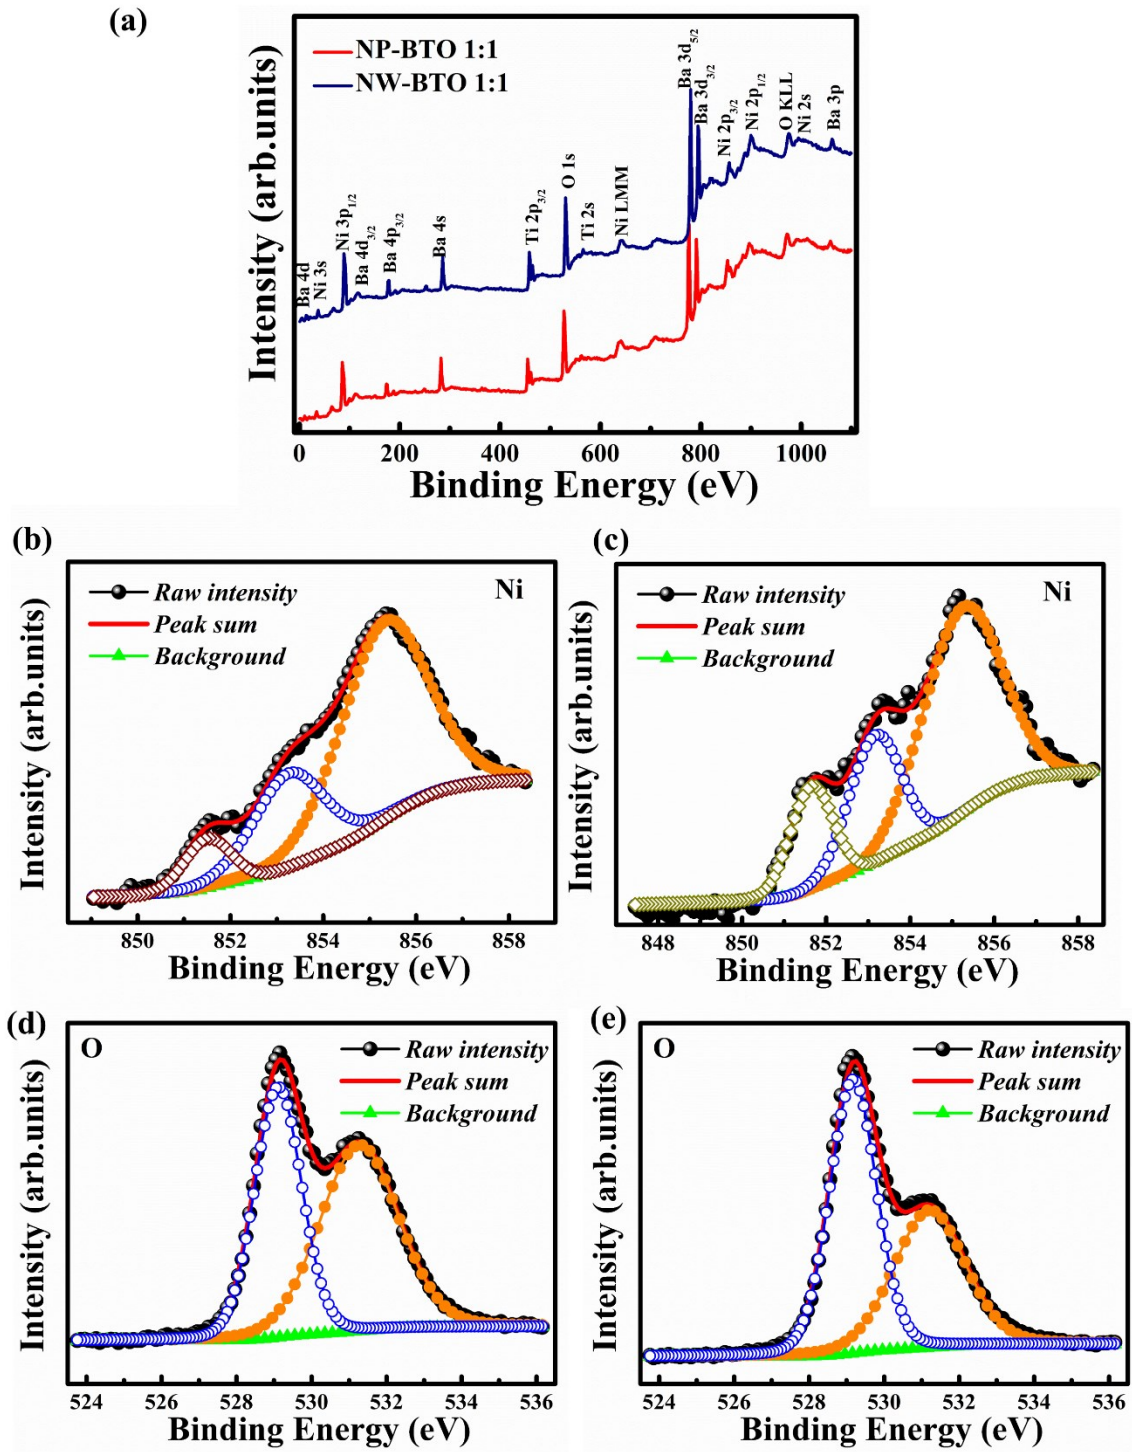 (a)
NP-BTO 1:1
NW-BTO 1:1
Ba 4d
Ni 3s
Ni 3p1/2
Ba 4d3/2
Ba 4p3/2
Ba 4s
Ti 2p3/2
O 1s
Ti 2s
Ni LMM
Ba 3d5/2
Ba 3d3/2
Ni 2p3/2
Ni 2p1/2
O KLL
Ni 2s
Ba 3p
Intensity (arb.units)
0 200 400 600 800 1000
Binding Energy (eV)
(b)
Raw intensity
Peak sum
Background
Ni
Intensity (arb.units)
850 852 854 856 858
Binding Energy (eV)
(c)
Raw intensity
Peak sum
Background
Ni
Intensity (arb.units)
848 850 852 854 856 858
Binding Energy (eV)
(d)
O
Raw intensity
Peak sum
Background
Intensity (arb.units)
524 526 528 530 532 534 536
Binding Energy (eV)
(e)
O
Raw intensity
Peak sum
Background
Intensity (arb.units)
524 526 528 530 532 534 536
Binding Energy (eV)